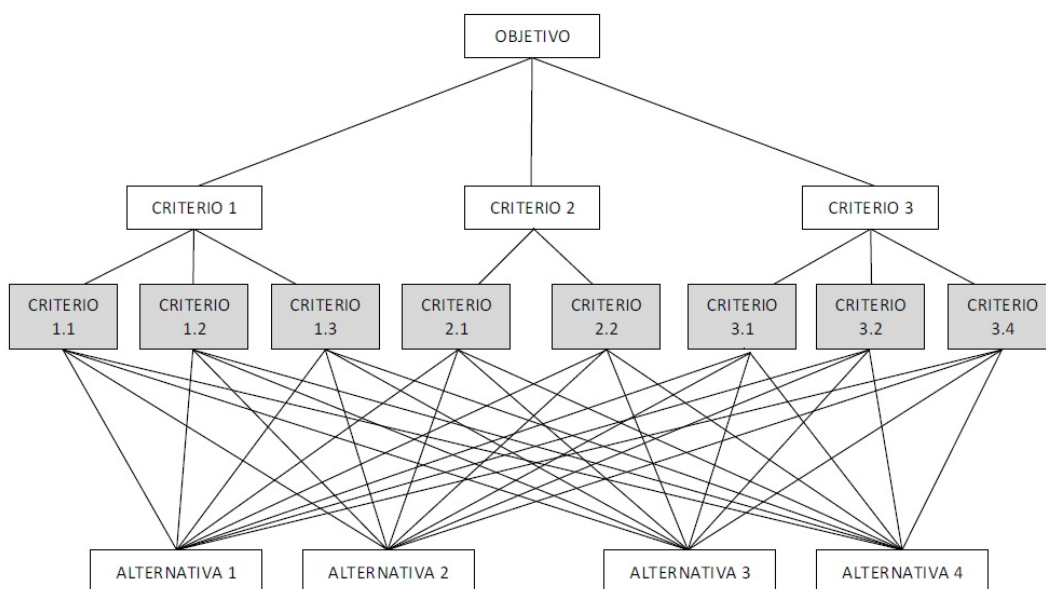 OBJETIVO
CRITERIO 1
CRITERIO 2
CRITERIO 3
CRITERIO
1.1
CRITERIO
1.2
CRITERIO
1.3
CRITERIO
2.1
CRITERIO
2.2
CRITERIO
3.1
CRITERIO
3.2
CRITERIO
3.4
ALTERNATIVA 1
ALTERNATIVA 2
ALTERNATIVA 3
ALTERNATIVA 4